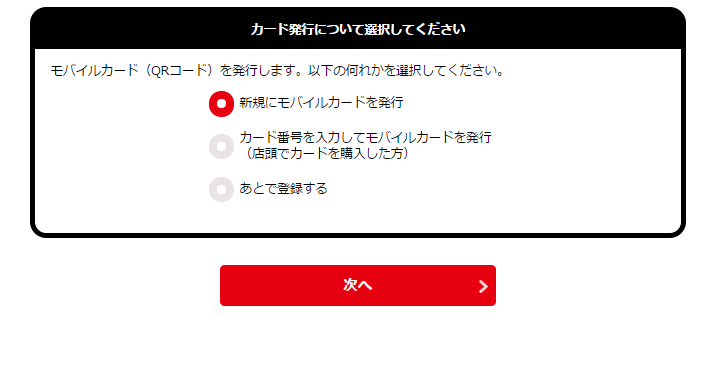 カード発行について選択してください
モバイルカード（QRコード）を発行します。以下の何れかを選択してください。
新規にモバイルカードを発行
カード番号を入力してモバイルカードを発行
（店頭でカードを購入した方）
あとで登録する
次へ